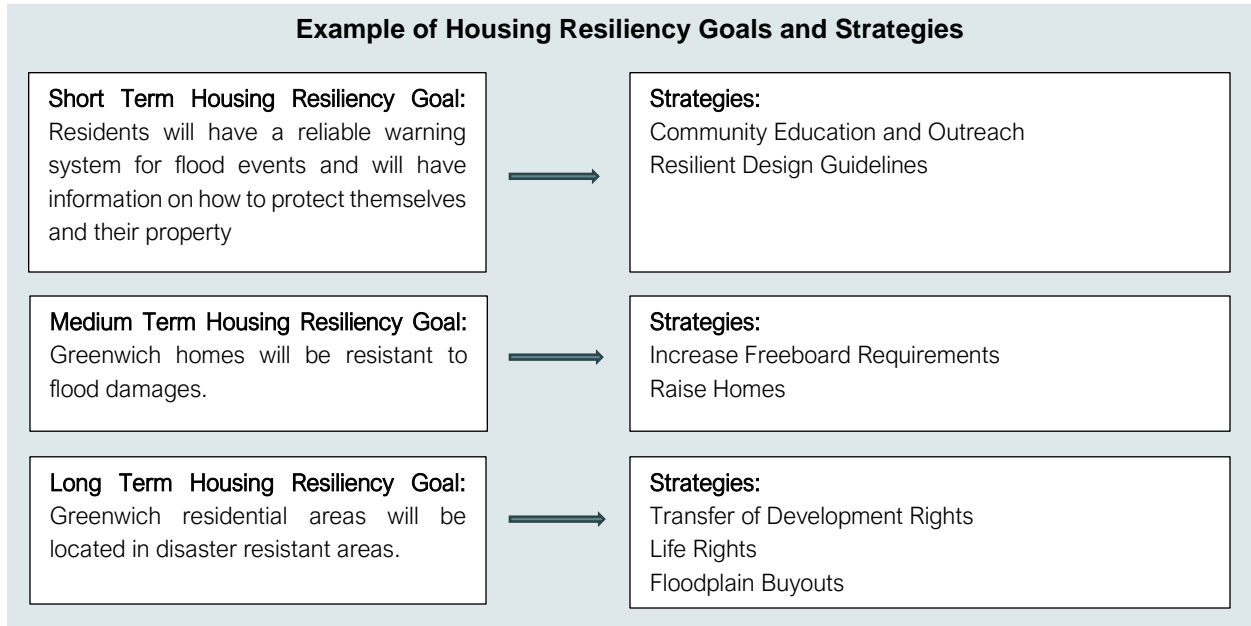 Example of Housing Resiliency Goals and Strategies
Short Term Housing Resiliency Goal:
Residents will have a reliable warning
system for flood events and will have
information on how to protect themselves
and their property
Strategies:
Community Education and Outreach
Resilient Design Guidelines
Medium Term Housing Resiliency Goal:
Greenwich homes will be resistant to
flood damages.
Strategies:
Increase Freeboard Requirements
Raise Homes
Long Term Housing Resiliency Goal:
Greenwich residential areas will be
located in disaster resistant areas.
Strategies:
Transfer of Development Rights
Life Rights
Floodplain Buyouts